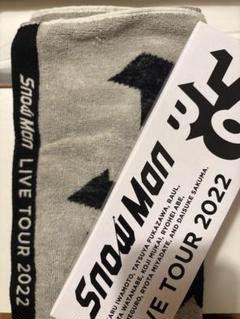 Snow Man LIVE TOUR 2022
Snow Man
TATSUYA FUKAZAWA, RAUL,
WATANABE, KOJI MUKAI, RYOHEI ABE,
RYOTA MIYADATE, AND DAISUKE SAKUMA.
LIVE TOUR 2022